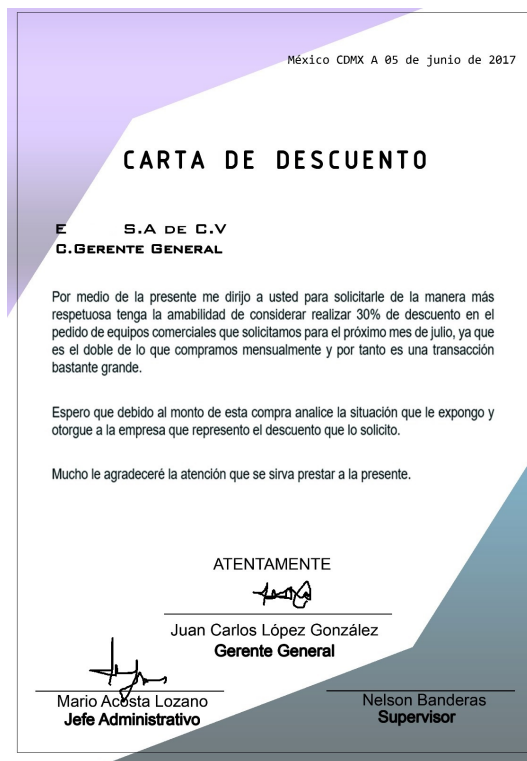 México CDMX A 05 de junio de 2017
CARTA DE DESCUENTO
E S.A DE C.V
C.GERENTE GENERAL
Por medio de la presente me dirijo a usted para solicitarle de la manera más
respetuosa tenga la amabilidad de considerar realizar 30% de descuento en el
pedido de equipos comerciales que solicitamos para el próximo mes de julio, ya que
es el doble de lo que compramos mensualmente y por tanto es una transacción
bastante grande.
Espero que debido al monto de esta compra analice la situación que le expongo y
otorgue a la empresa que represento el descuento que lo solicito.
Mucho le agradeceré la atención que se sirva prestar a la presente.
ATENTAMENTE
Juan Carlos López González
Gerente General
Mario Acosta Lozano
Jefe Administrativo
Nelson Banderas
Supervisor